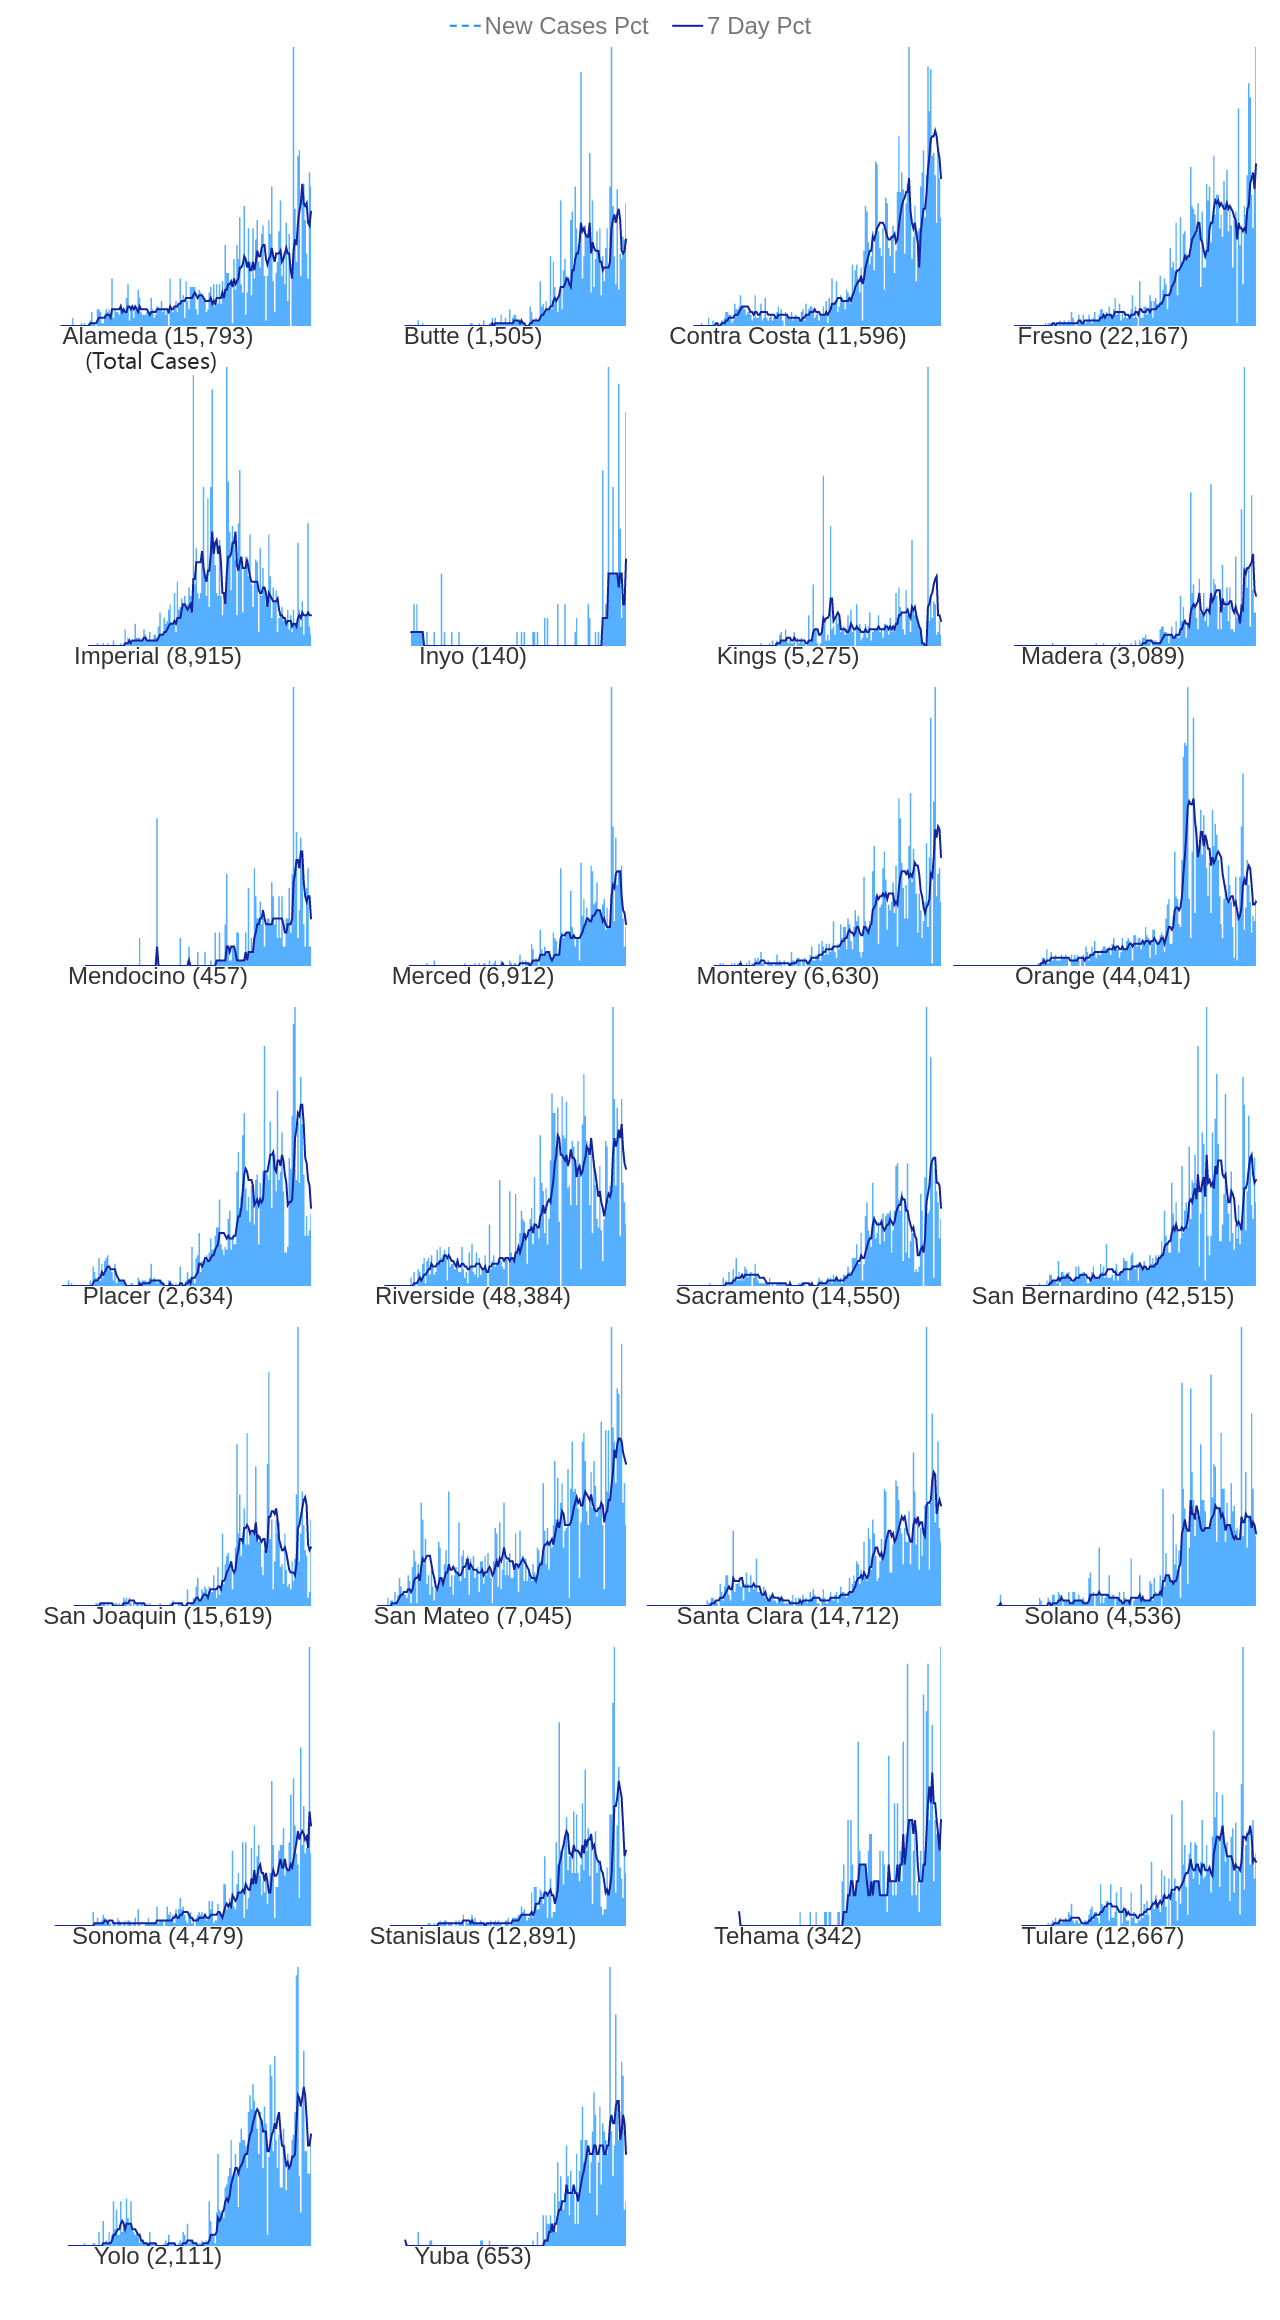 New Cases Pct 7 Day Pct
Alameda (15,793) Butte (1,505) Contra Costa (11,596) Fresno (22,167)
(Total Cases)
Imperial (8,915) Inyo (140) Kings (5,275) Madera (3,089)
Mendocino (457) Merced (6,912) Monterey (6,630) Orange (44,041)
Placer (2,634) Riverside (48,384) Sacramento (14,550) San Bernardino (42,515)
San Joaquin (15,619) San Mateo (7,045) Santa Clara (14,712) Solano (4,536)
Sonoma (4,479) Stanislaus (12,891) Tehama (342) Tulare (12,667)
Yolo (2,111) Yuba (653)